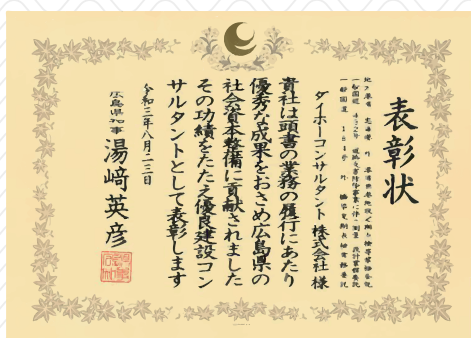 表彰状
一般国道
ダイホーコンサルタント 株式会社 様
貴社は頭書の業務の履行にあたり
優秀な成果をおさめ広島県の
社会資本整備に貢献されました
その功績をたたえ優良建設コン
サルタントとして表彰します
令和三年八月二三日
広島県知事 湯﨑英彦